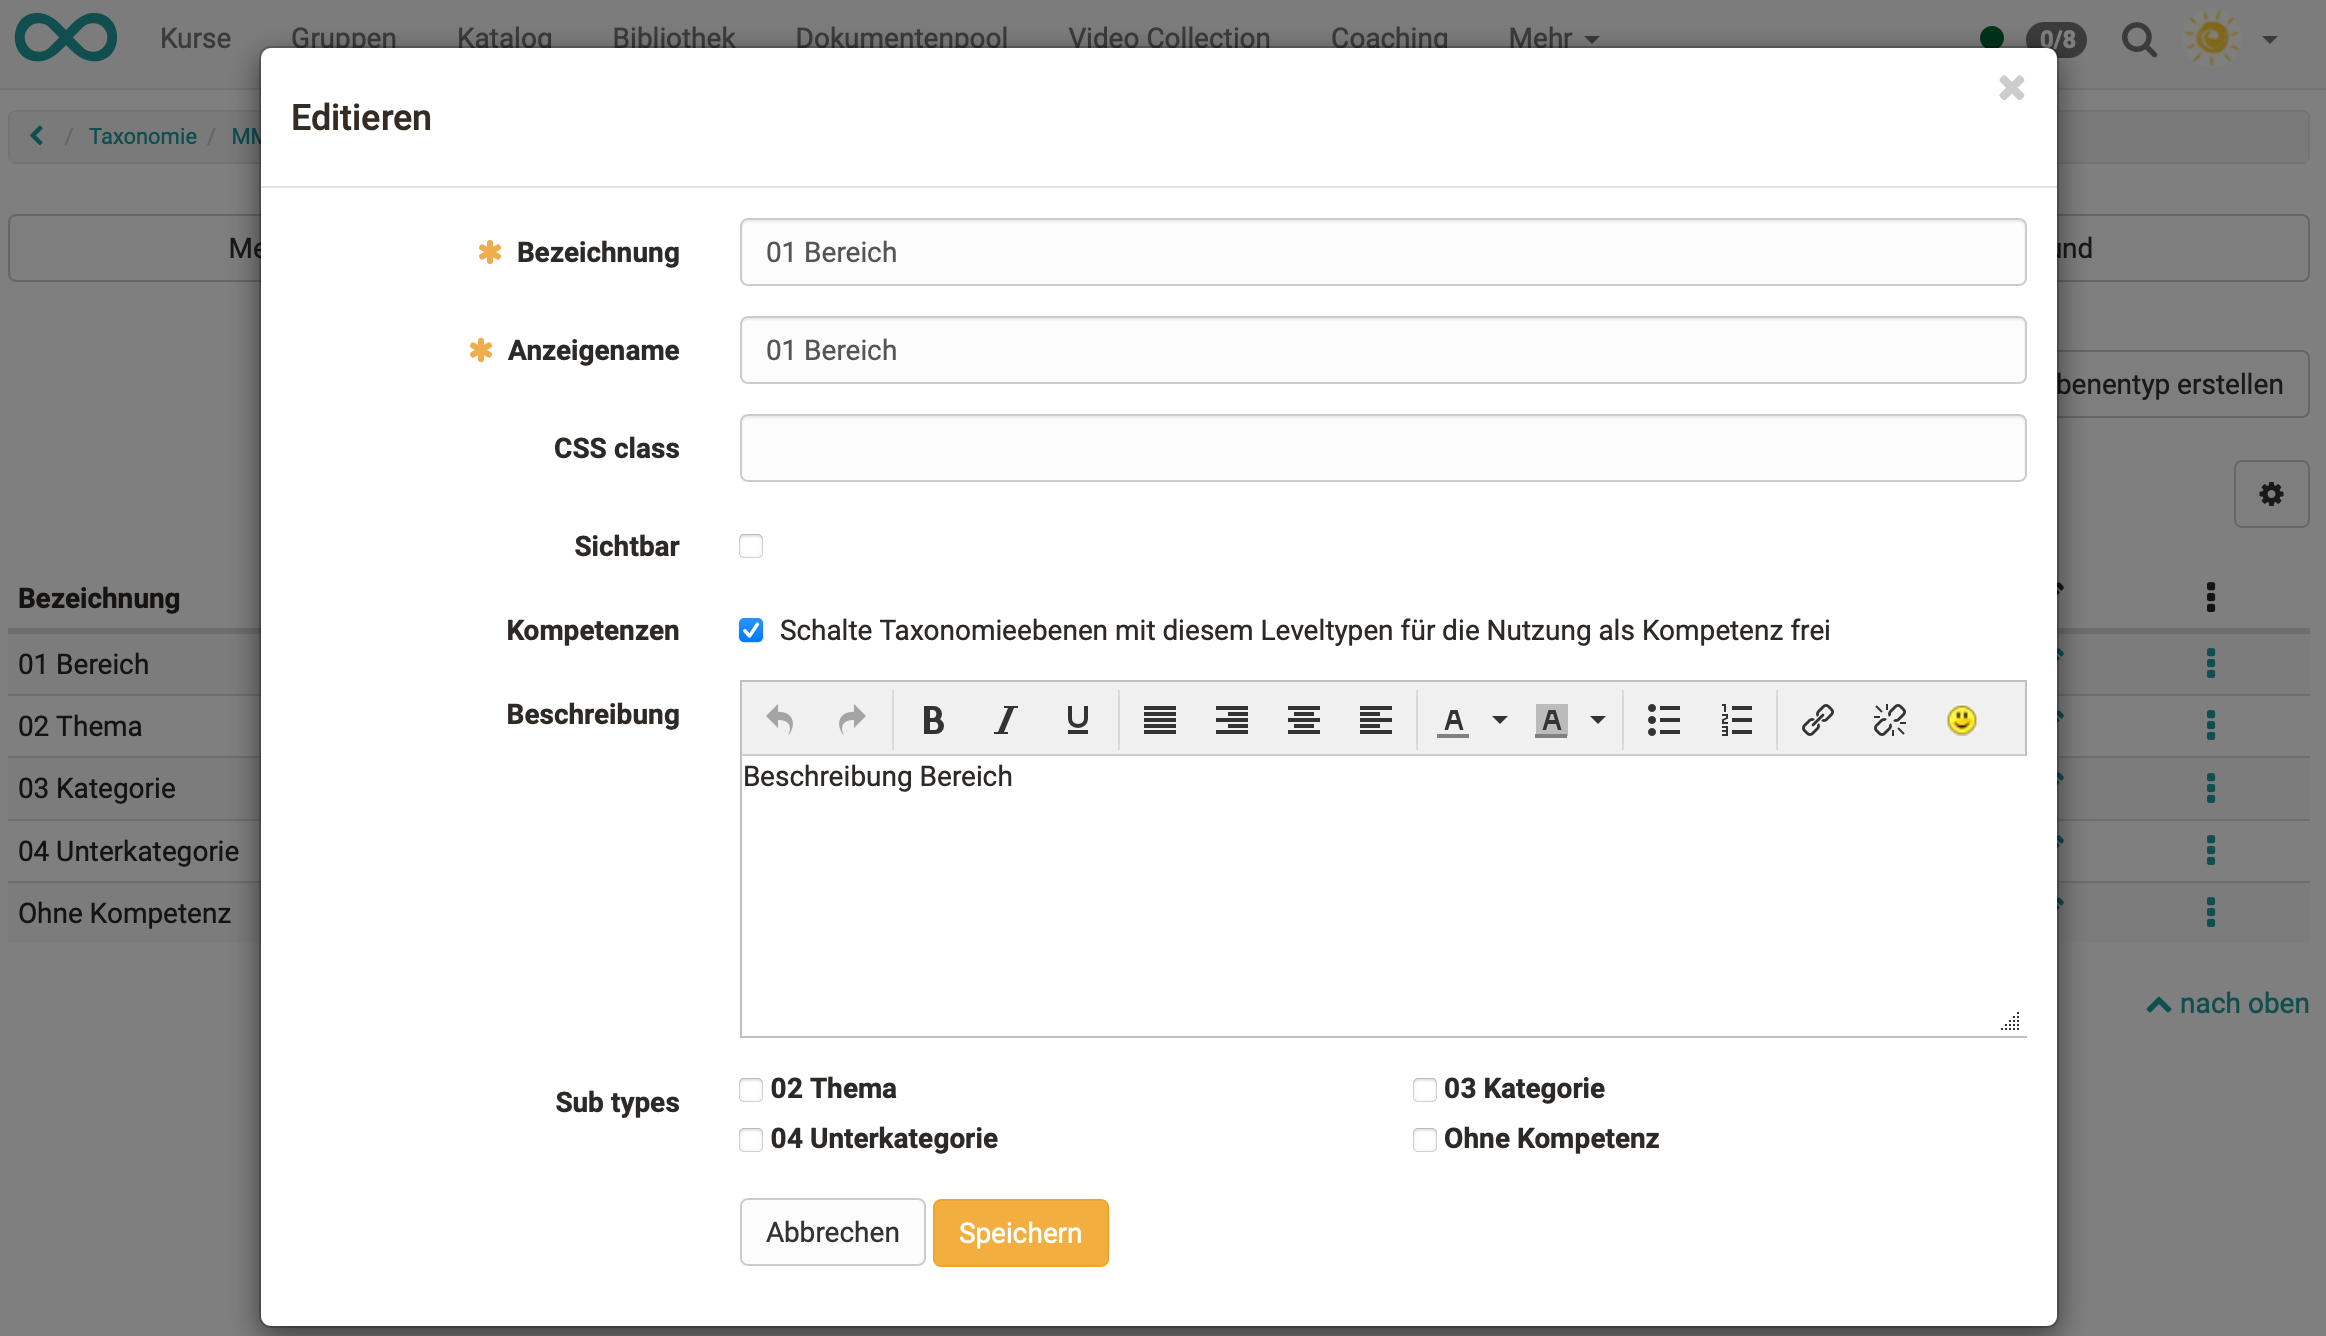 Kurse Gruppen Katalog Bibliothek Dokumentenpool Video Collection Coaching Mehr 0/8
Editieren
/ Taxonomie /
Bezeichnung 01 Bereich
Anzeigename 01 Bereich
benentyp erstellen
CSS class
Sichtbar
Bezeichnung
Kompetenzen Schalte Taxonomieebenen mit diesem Leveltypen für die Nutzung als Kompetenz frei
01 Bereich
Beschreibung
02 Thema
Beschreibung Bereich
03 Kategorie
04 Unterkategorie
Ohne Kompetenz
nach oben
Sub types
02 Thema 03 Kategorie
04 Unterkategorie Ohne Kompetenz
Abbrechen Speichern